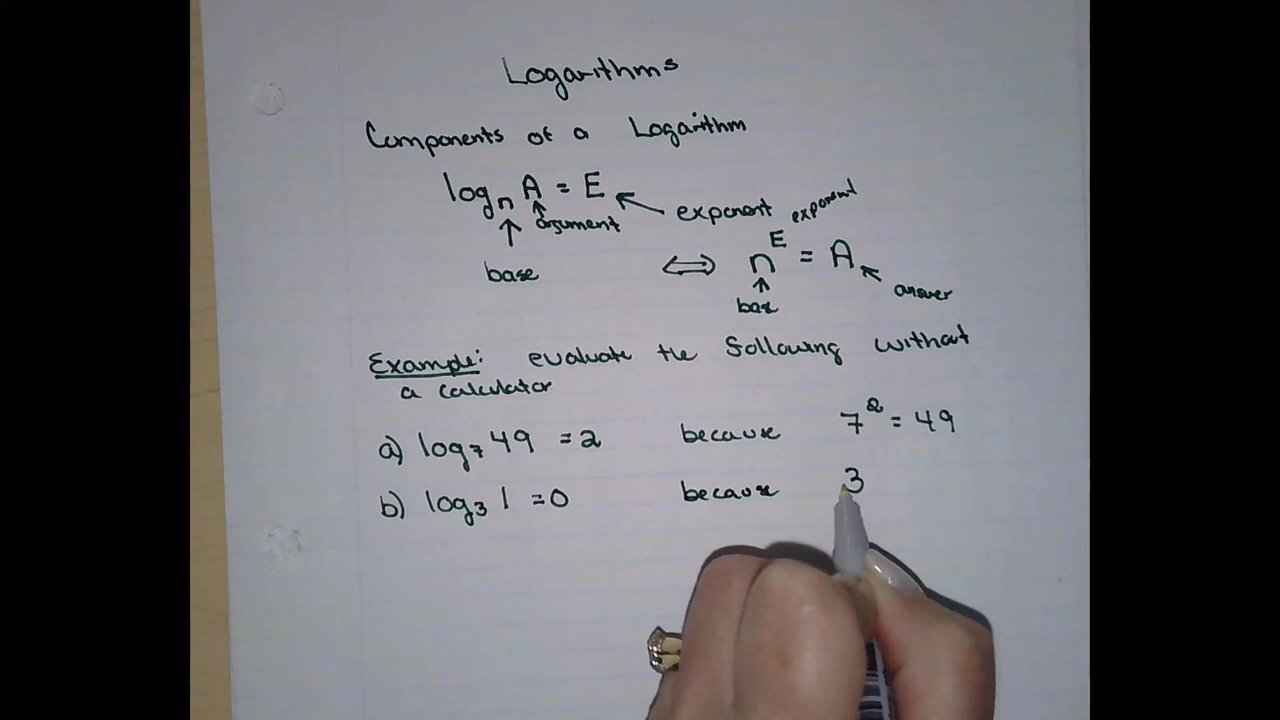 Logarithms
Components of a Logarithm
logₙ A = E
exponent
argument
base
⇔ n^E = A
exponent
base
answer
Example: evaluate the following without
a calculator
a) log₇ 49 = 2 because 7² = 49
b) log₃ 1 = 0 because 3